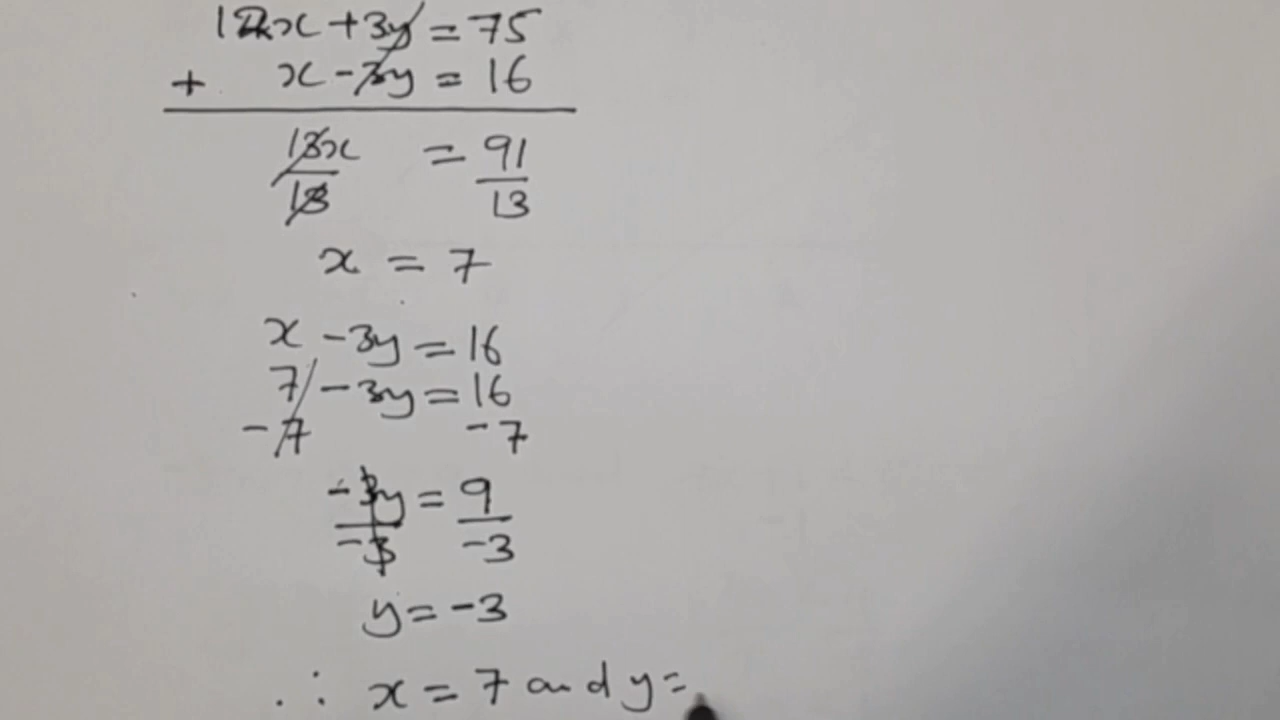 12x + 3y = 75
+ x - 3y = 16
13x = 91
13 13
x = 7
x - 3y = 16
7 - 3y = 16
-7 -7
-3y = 9
-3 -3
y = -3
∴ x = 7 and y =